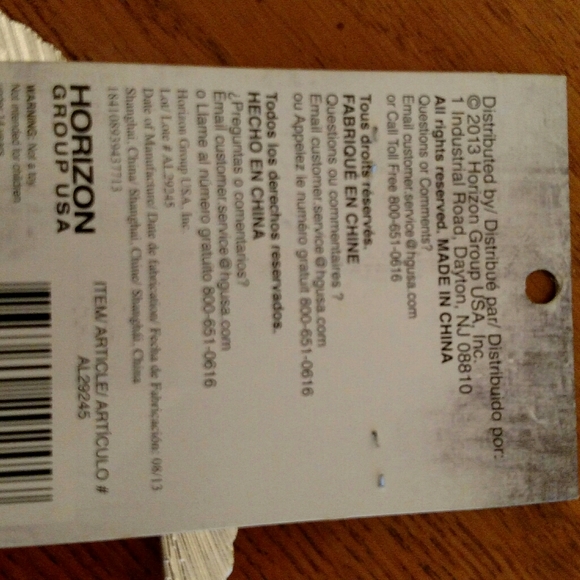 Distributed by/ Distribué par/ Distribuido por:
© 2013 Horizon Group USA, Inc.
1 Industrial Road, Dayton, NJ 08810
All rights reserved. MADE IN CHINA
Questions or Comments?
Email customer.service@hgusa.com
or Call Toll Free 800-651-0616
Tous droits réservés.
FABRIQUÉ EN CHINE
Questions ou commentaires ?
Email customer.service@hgusa.com
ou Appelez le numéro gratuit 800-651-0616
Todos los derechos reservados.
HECHO EN CHINA
¿Preguntas o comentarios?
Émail customer.service@hgusa.com
o Llame al número gratuito 800-651-0616
Horizon Group USA, Inc.
Lot/ Lote # AL29245
Date of Manufacture/ Date de fabrication/ Fecha de Fabricación: 08/13
Shanghai, China/ Shanghai, Chine/ Shanghái, China
HORIZON
GROUP USA
ITEM/ ARTICLE/ ARTÍCULO #
AL29245
WARNING: Not a toy.
Not intended for children